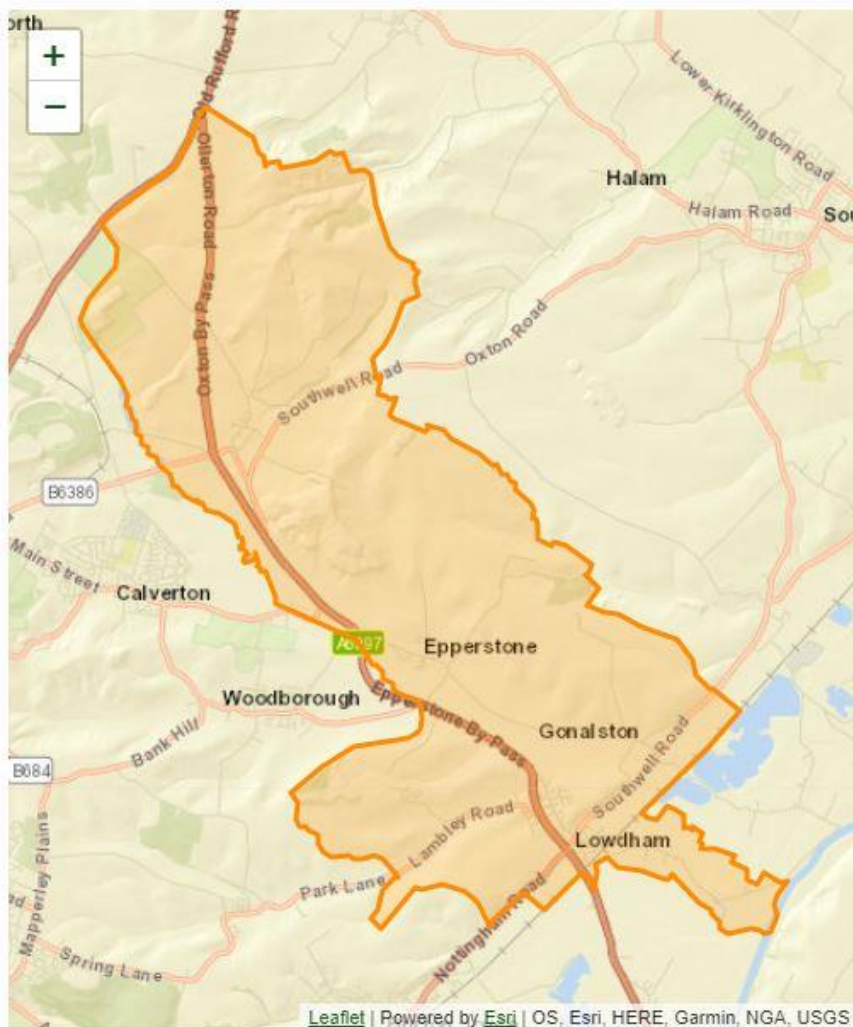 orth
+
−
Old Rufford R
Ollerton Road
Lower Kirklington Road
Halam
Halam Road
Sou
Oxton By Pass
Oxton Road
Southwell Road
B6386
Main Street
Calverton
A6097
Epperstone
Woodborough
Epperstone By Pass
Gonalston
Bank Hill
B684
Southwell Road
Lambley Road
Lowdham
Mapperley Plains
Park Lane
Nottingham Road
ad
Spring Lane
Leaflet | Powered by Esri | OS, Esri, HERE, Garmin, NGA, USGS